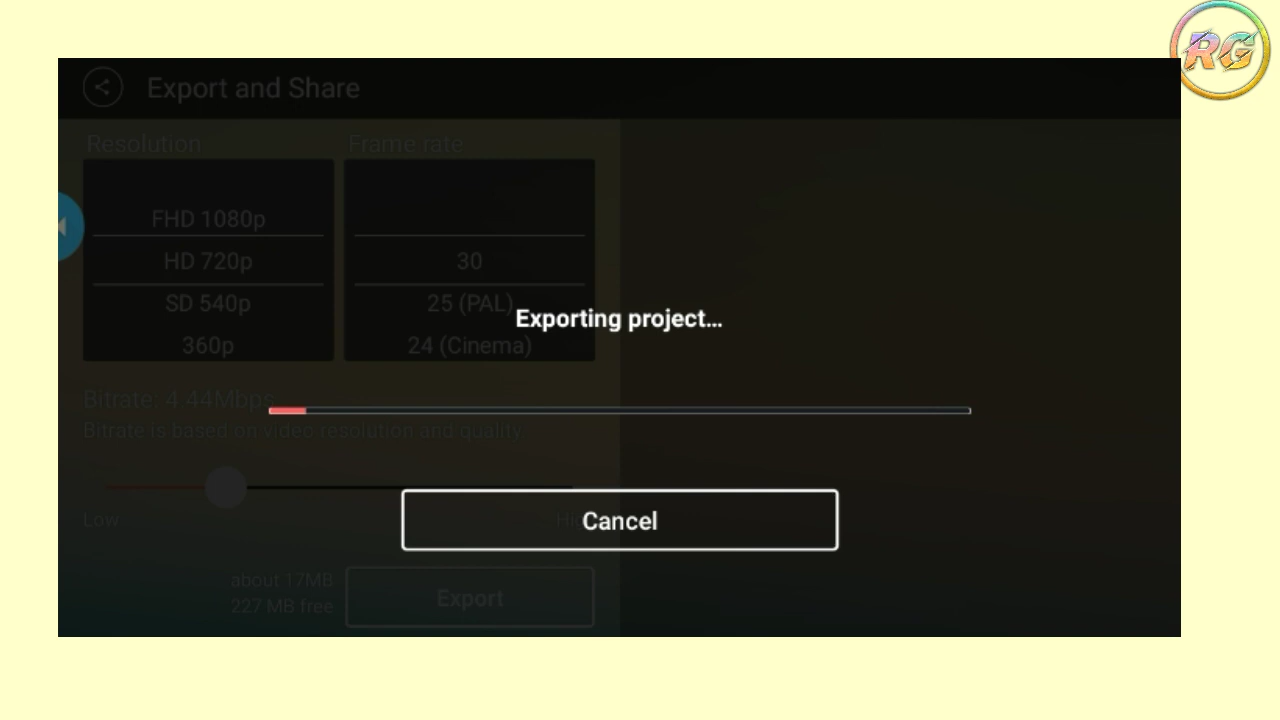 RG
Export and Share
Resolution
Frame rate
FHD 1080p
HD 720p
30
SD 540p
25 (PAL)
Exporting project...
360p
24 (Cinema)
Bitrate: 4.44Mbps
Bitrate is based on video resolution and quality.
Low
Cancel
about 17MB
227 MB free
Export